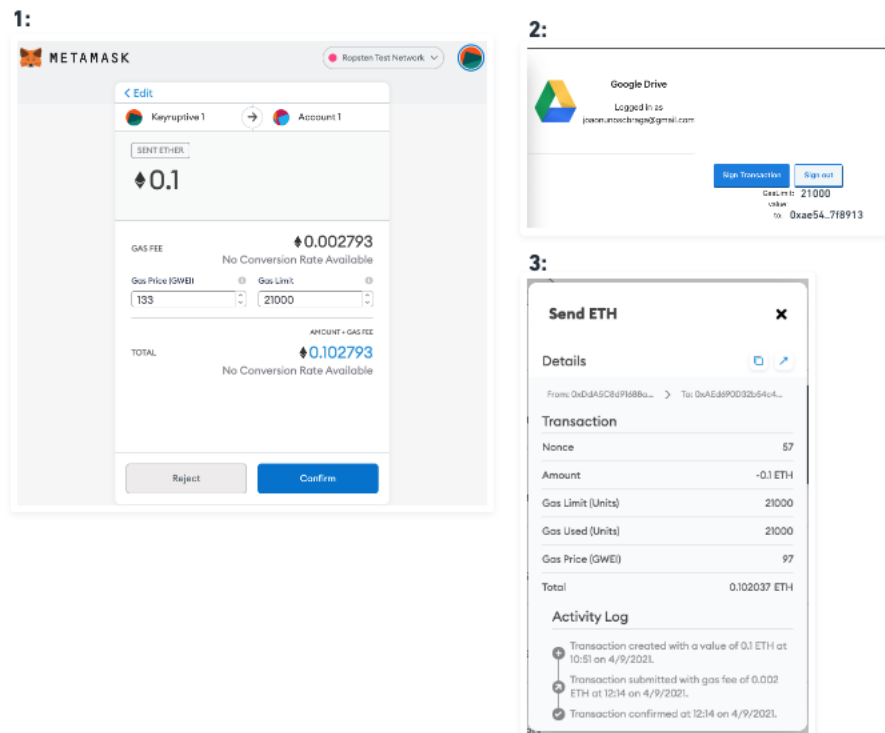 1:
METAMASK
Ropsten Test Network
< Edit
Keyruptive 1
Account 1
SENT ETHER
0.1
GAS FEE
0.002793
No Conversion Rate Available
Gas Price (GWEI)
Gas Limit
133
21000
AMOUNT + GAS FEE
TOTAL
0.102793
No Conversion Rate Available
Reject
Confirm
2:
Google Drive
Logged in as
Sign Transaction
Sign out
GasLimit: 21000
value
to: 0xae54..7f8913
3:
Send ETH
Details
From: 0xDdA5C8d91688a... > To: 0xAEd690D32b54c4...
Transaction
Nonce 57
Amount -0.1 ETH
Gas Limit (Units) 21000
Gas Used (Units) 21000
Gas Price (GWEI) 97
Total 0.102037 ETH
Activity Log
Transaction created with a value of 0.1 ETH at
10:51 on 4/9/2021.
Transaction submitted with gas fee of 0.002
ETH at 12:14 on 4/9/2021.
Transaction confirmed at 12:14 on 4/9/2021.